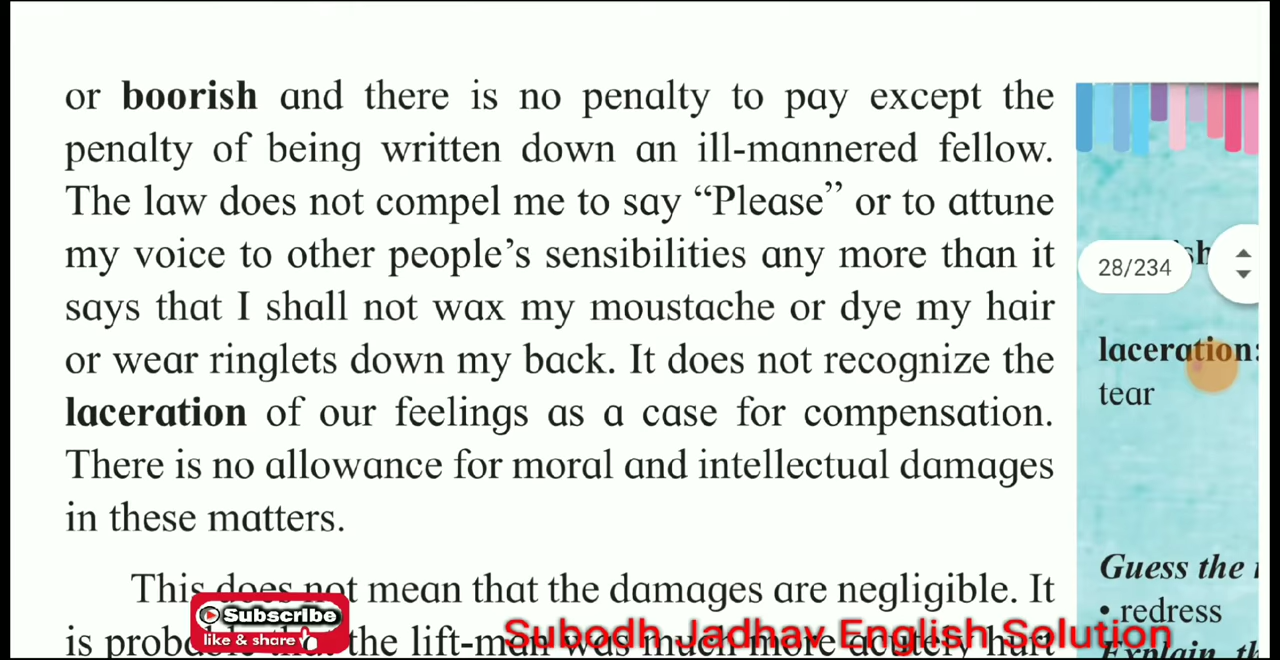 or boorish and there is no penalty to pay except the
penalty of being written down an ill-mannered fellow.
The law does not compel me to say “Please” or to attune
my voice to other people’s sensibilities any more than it
says that I shall not wax my moustache or dye my hair
or wear ringlets down my back. It does not recognize the
laceration of our feelings as a case for compensation.
There is no allowance for moral and intellectual damages
in these matters.
This does not mean that the damages are negligible. It
is the lift-man was much more acutely hurt
28/234
laceration:
tear
Guess the
• redress
Subscribe
like & share
Subodh Jadhav English Solution